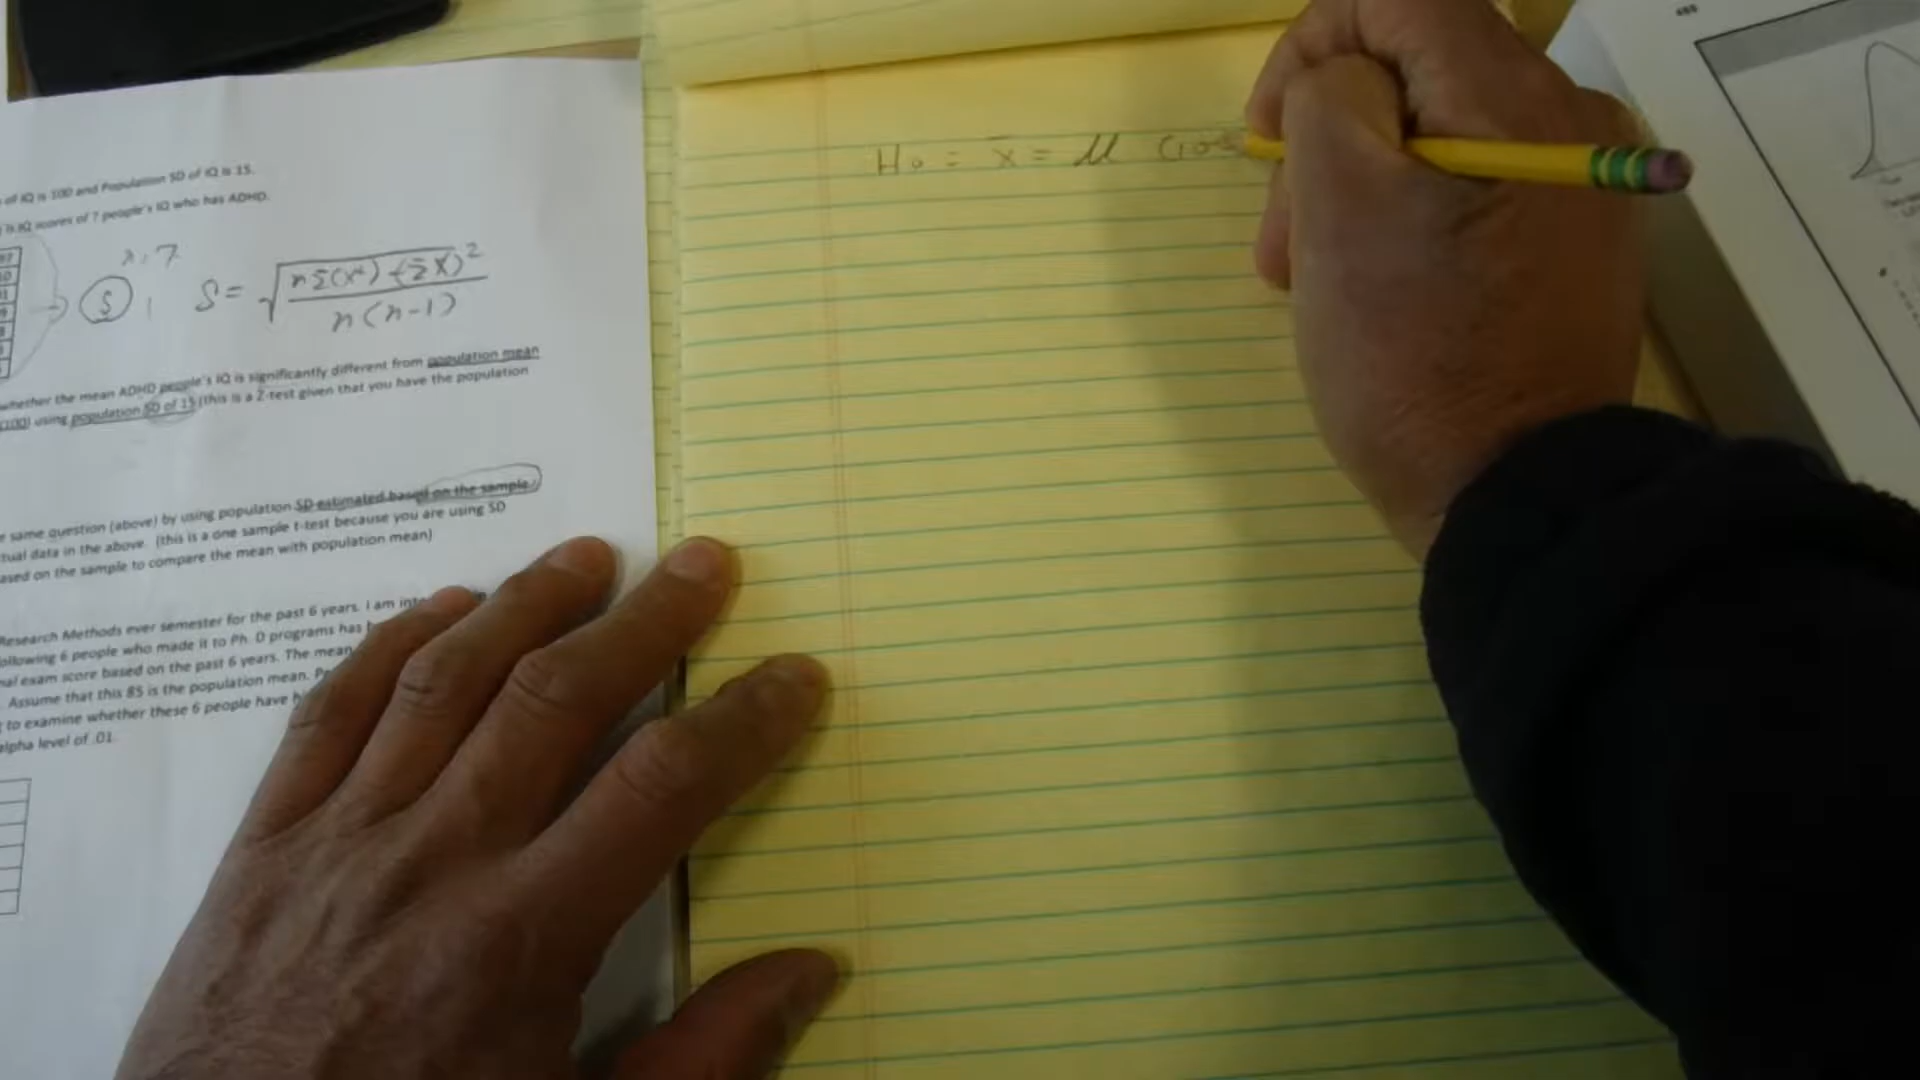 of IQ is 100 and Population SD of IQ is 15.
is IQ scores of 7 people's IQ who has ADHD.
S
S = √ n Σ(X²) - (ΣX)²
n (n-1)
whether the mean ADHD people's IQ is significantly different from population mean
(100) using population SD of 15 (this is a Z-test given that you have the population
same question (above) by using population SD estimated based on the sample
tual data in the above. (this is a one sample t-test because you are using SD
ased on the sample to compare the mean with population mean)
Research Methods ever semester for the past 6 years. I am
ollowing 6 people who made it to Ph. D programs has
nal exam score based on the past 6 years. The mean
. Assume that this 85 is the population mean.
to examine whether these 6 people have
alpha level of .01.
H₀ = x̄ = μ